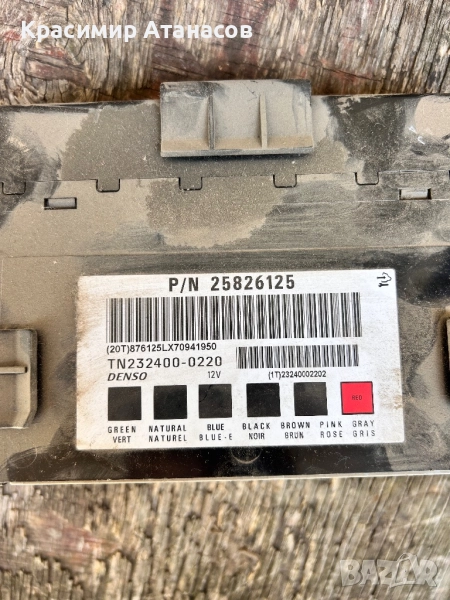 Красимир Атанасов
P/N 25826125
(20T)876125LX70941950
TN232400-0220
DENSO 12V (1T)23240002202
RED
GREEN NATURAL BLUE BLACK BROWN PINK GRAY
VERT NATUREL BLUE-E NOIR BRUN ROSE GRIS
BAZAR